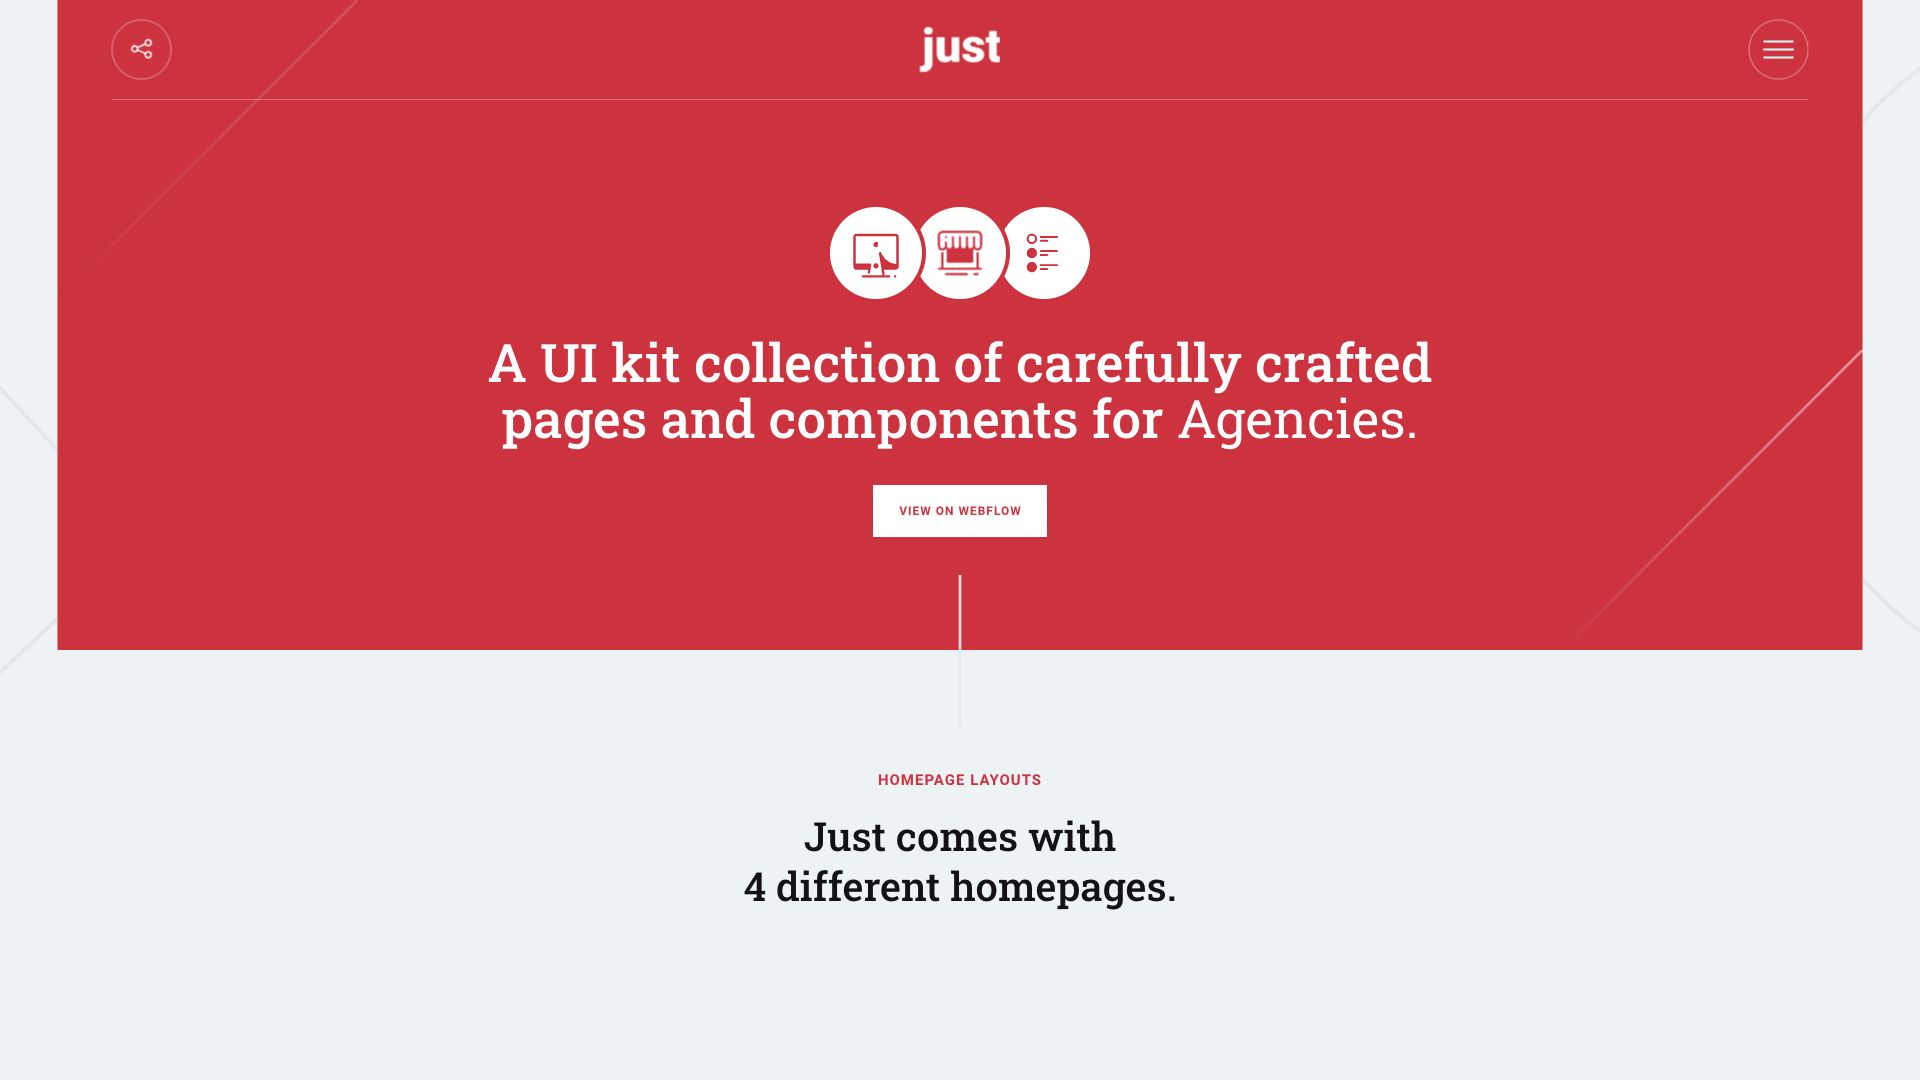 just
A UI kit collection of carefully crafted
pages and components for Agencies.
VIEW ON WEBFLOW
HOMEPAGE LAYOUTS
Just comes with
4 different homepages.